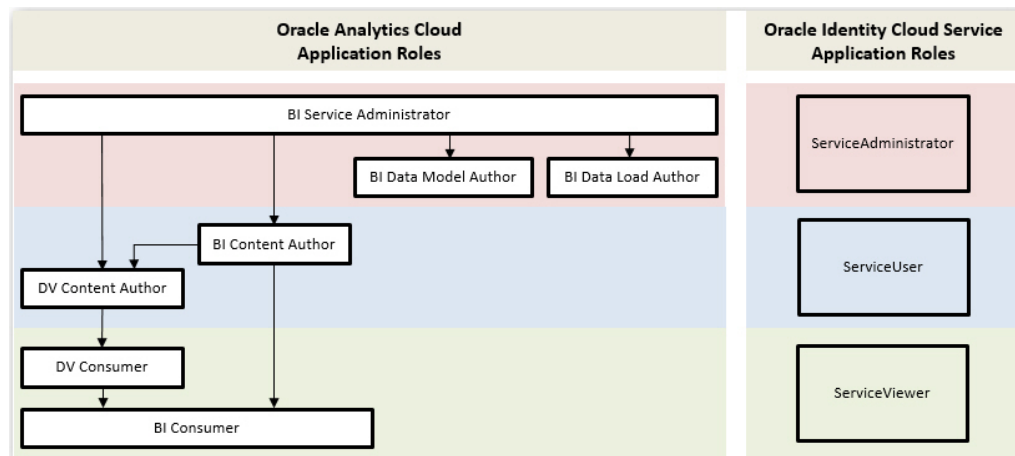 Oracle Analytics Cloud
Application Roles
Oracle Identity Cloud Service
Application Roles
BI Service Administrator
ServiceAdministrator
BI Data Model Author
BI Data Load Author
BI Content Author
ServiceUser
DV Content Author
DV Consumer
ServiceViewer
BI Consumer